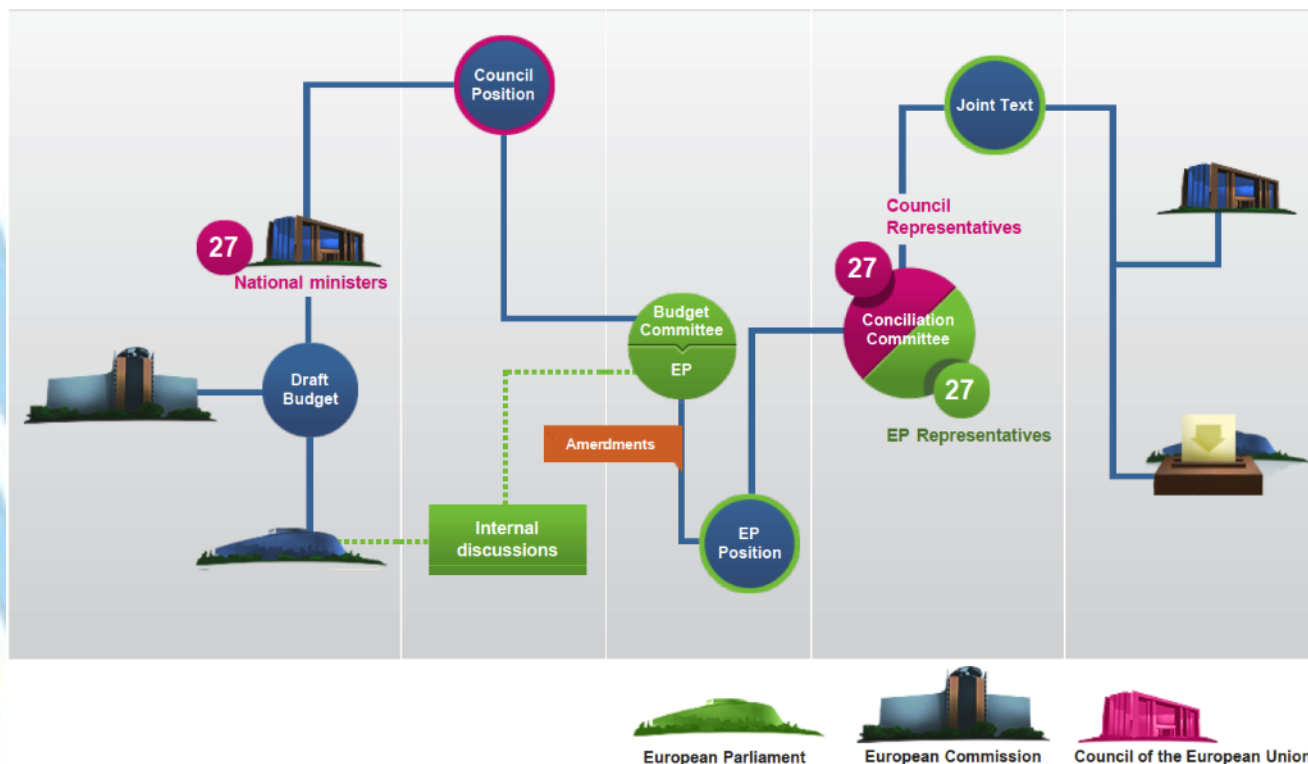 Council
Position
Joint Text
27
National ministers
Council
Representatives
27
Budget
Committee
EP
Conciliation
Committee
Draft
Budget
27
EP Representatives
Amerdments
Internal
discussions
EP
Position
European Parliament
European Commission
Council of the European Union